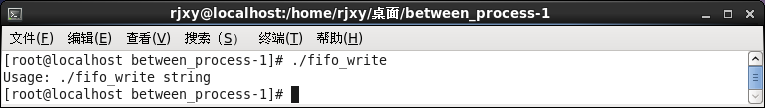 rjxy@localhost:/home/rjxy/桌面/between_process-1
文件(F) 编辑(E) 查看(V) 搜索 (S) 终端(T) 帮助(H)
[root@localhost between_process-1]# ./fifo_write
Usage: ./fifo_write string
[root@localhost between_process-1]#